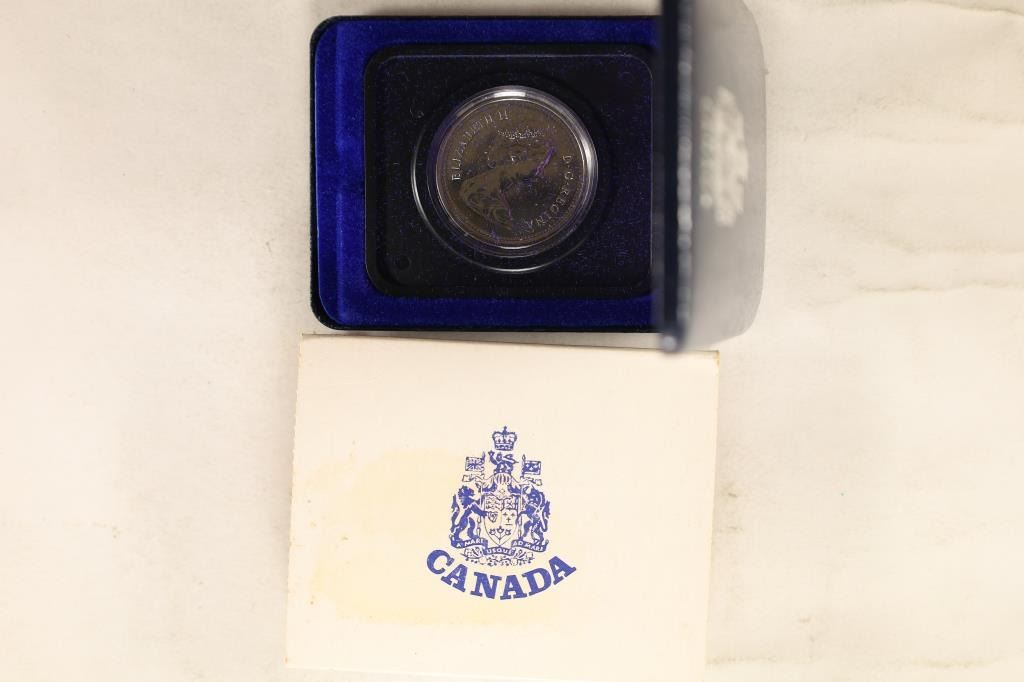 ELIZABETH II
D·G·REGINA
A MARI USQUE AD MARE
CANADA